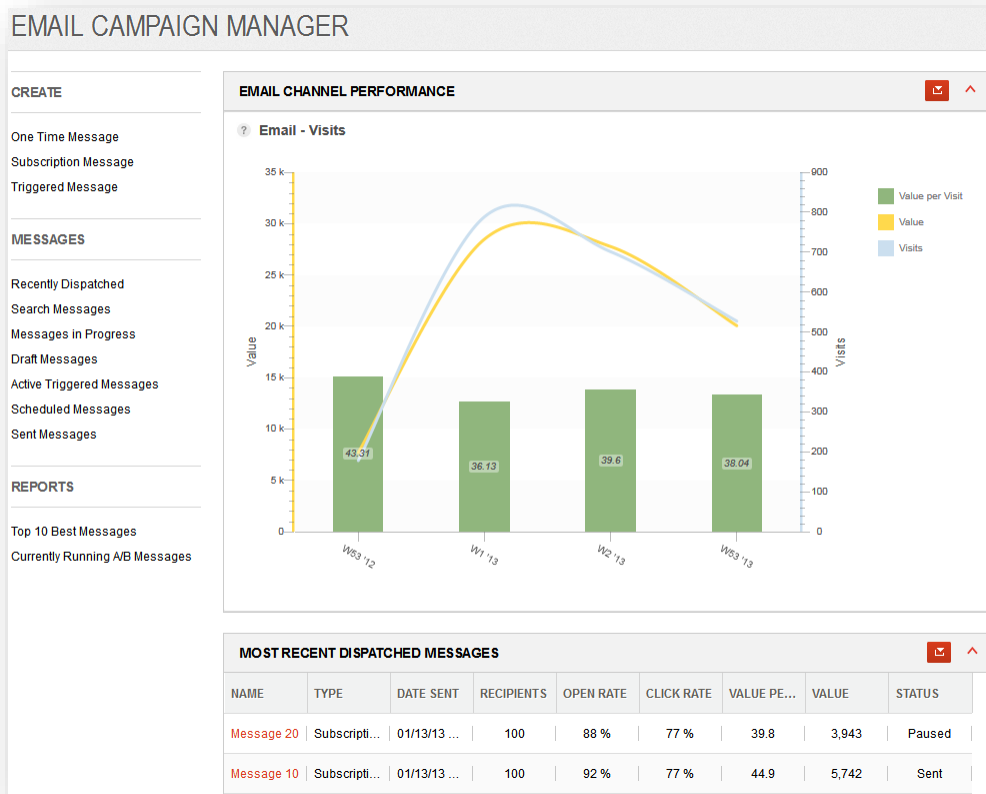 EMAIL CAMPAIGN MANAGER
CREATE
One Time Message
Subscription Message
Triggered Message
MESSAGES
Recently Dispatched
Search Messages
Messages in Progress
Draft Messages
Active Triggered Messages
Scheduled Messages
Sent Messages
REPORTS
Top 10 Best Messages
Currently Running A/B Messages
EMAIL CHANNEL PERFORMANCE
? Email - Visits
35 k
30 k
25 k
20 k
15 k
10 k
5 k
0
Value
43.31
36.13
39.6
38.04
W53 '12
W1 '13
W2 '13
W53 '13
900
800
700
600
500
400
300
200
100
0
Visits
Value per Visit
Value
Visits
MOST RECENT DISPATCHED MESSAGES
NAME TYPE DATE SENT RECIPIENTS OPEN RATE CLICK RATE VALUE PE... VALUE STATUS
Message 20 Subscripti... 01/13/13 ... 100 88 % 77 % 39.8 3,943 Paused
Message 10 Subscripti... 01/13/13 ... 100 92 % 77 % 44.9 5,742 Sent